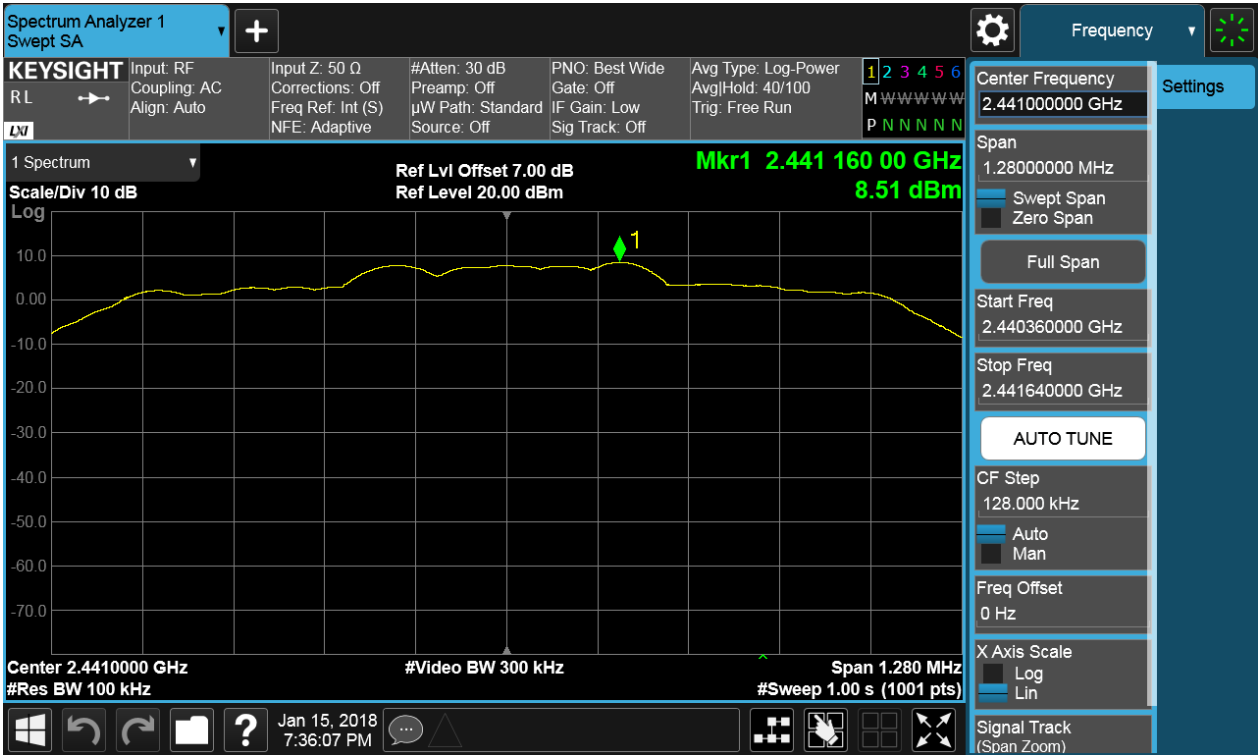 Spectrum Analyzer 1
Swept SA
Frequency
KEYSIGHT
R L
LXI
Input: RF
Coupling: AC
Align: Auto
Input Z: 50 Ω
Corrections: Off
Freq Ref: Int (S)
NFE: Adaptive
#Atten: 30 dB
Preamp: Off
µW Path: Standard
Source: Off
PNO: Best Wide
Gate: Off
IF Gain: Low
Sig Track: Off
Avg Type: Log-Power
Avg|Hold: 40/100
Trig: Free Run
1 2 3 4 5 6
M W W W W W
P N N N N N
Center Frequency
2.441000000 GHz
Settings
Span
1.28000000 MHz
Swept Span
Zero Span
Full Span
Start Freq
2.440360000 GHz
Stop Freq
2.441640000 GHz
AUTO TUNE
CF Step
128.000 kHz
Auto
Man
Freq Offset
0 Hz
X Axis Scale
Log
Lin
Signal Track
(Span Zoom)
1 Spectrum
Scale/Div 10 dB
Ref Lvl Offset 7.00 dB
Ref Level 20.00 dBm
Mkr1 2.441 160 00 GHz
8.51 dBm
Log
1
10.0
0.00
-10.0
-20.0
-30.0
-40.0
-50.0
-60.0
-70.0
Center 2.4410000 GHz
#Video BW 300 kHz
Span 1.280 MHz
#Res BW 100 kHz
#Sweep 1.00 s (1001 pts)
?
Jan 15, 2018
7:36:07 PM